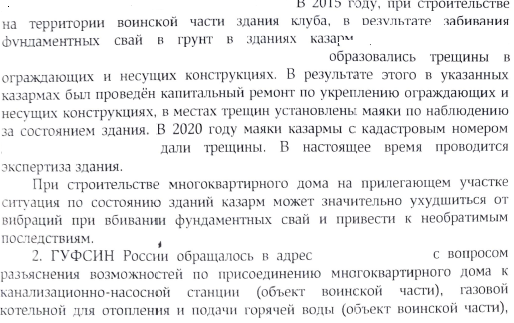 В 2015 году, при строительстве
на территории воинской части здания клуба, в результате забивания
фундаментных свай в грунт в зданиях казарм
образовались трещины в
ограждающих и несущих конструкциях. В результате этого в указанных
казармах был проведён капитальный ремонт по укреплению ограждающих и
несущих конструкциях, в местах трещин установлены маяки по наблюдению
за состоянием здания. В 2020 году маяки казармы с кадастровым номером
дали трещины. В настоящее время проводится
экспертиза здания.
При строительстве многоквартирного дома на прилегающем участке
ситуация по состоянию зданий казарм может значительно ухудшиться от
вибраций при вбивании фундаментных свай и привести к необратимым
последствиям.
2. ГУФСИН России обращалось в адрес с вопросом
разъяснения возможностей по присоединению многоквартирного дома к
канализационно-насосной станции (объект воинской части), газовой
котельной для отопления и подачи горячей воды (объект воинской части),